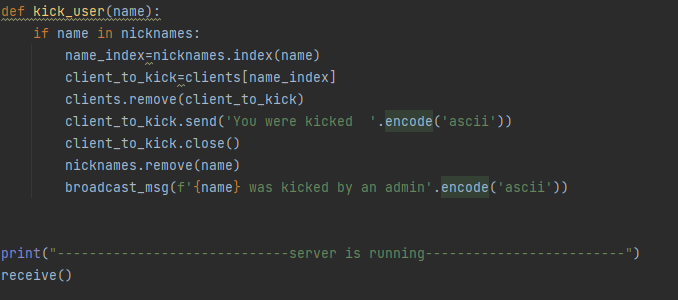 def kick_user(name):
    if name in nicknames:
        name_index=nicknames.index(name)
        client_to_kick=clients[name_index]
        clients.remove(client_to_kick)
        client_to_kick.send('You were kicked  '.encode('ascii'))
        client_to_kick.close()
        nicknames.remove(name)
        broadcast_msg(f'{name} was kicked by an admin'.encode('ascii'))
print("-----------------------------server is running-------------------------")
receive()